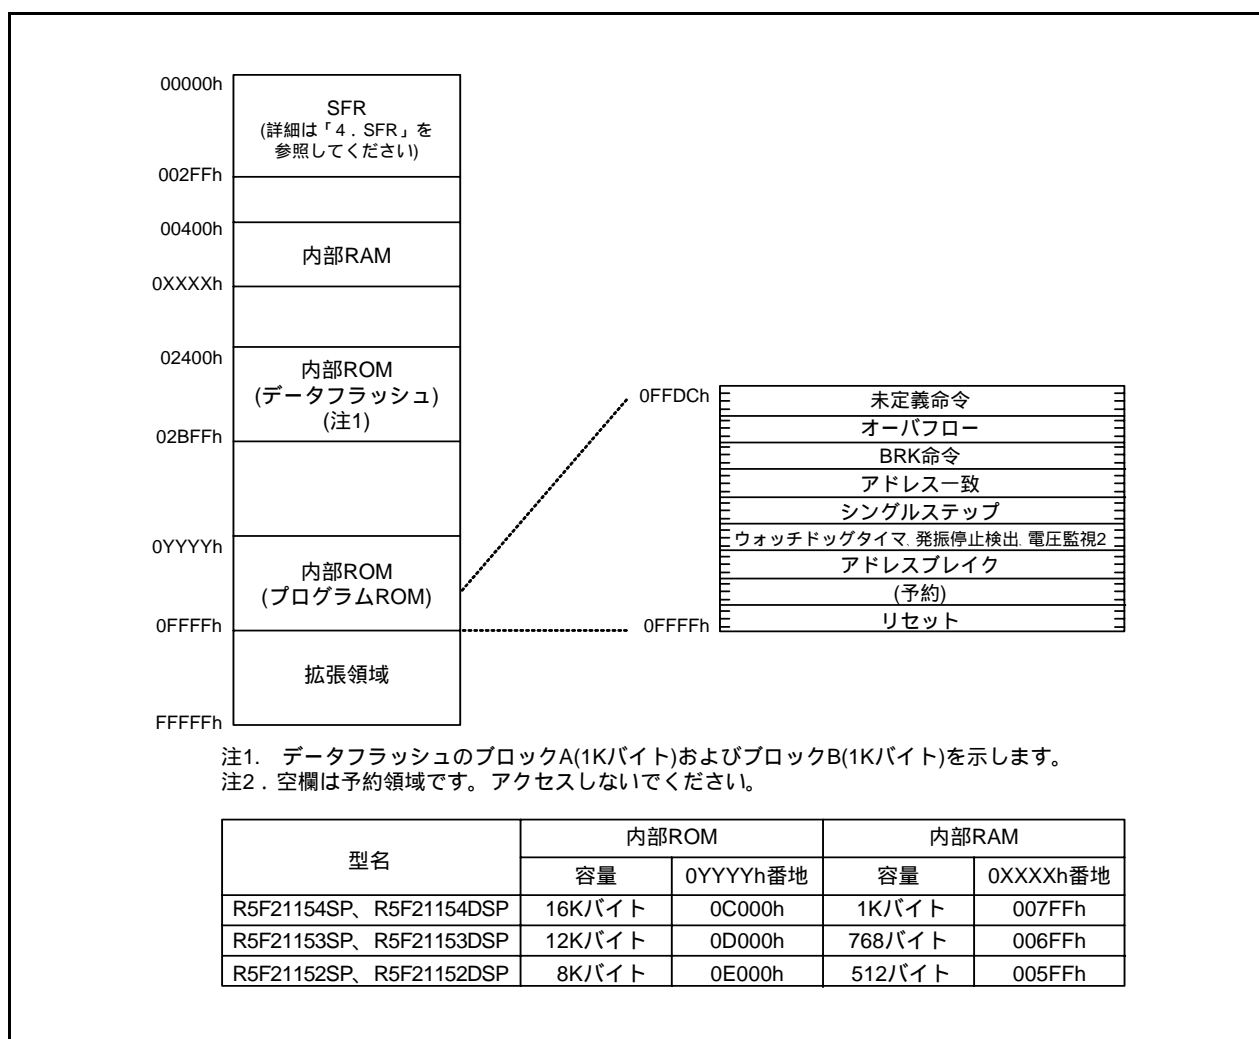 00000h
SFR
(詳細は「4．SFR」を
参照してください)
002FFh
00400h
内部RAM
0XXXXh
02400h
内部ROM
(データフラッシュ)
(注1)
02BFFh
0YYYYh
内部ROM
(プログラムROM)
0FFFFh
拡張領域
FFFFFh
0FFDCh
未定義命令
オーバフロー
BRK命令
アドレス一致
シングルステップ
ウォッチドッグタイマ, 発振停止検出, 電圧監視2
アドレスブレイク
(予約)
リセット
0FFFFh
注1. データフラッシュのブロックA(1Kバイト)およびブロックB(1Kバイト)を示します。
注2．空欄は予約領域です。アクセスしないでください。
型名 内部ROM 内部RAM
容量 0YYYYh番地 容量 0XXXXh番地
R5F21154SP、R5F21154DSP 16Kバイト 0C000h 1Kバイト 007FFh
R5F21153SP、R5F21153DSP 12Kバイト 0D000h 768バイト 006FFh
R5F21152SP、R5F21152DSP 8Kバイト 0E000h 512バイト 005FFh